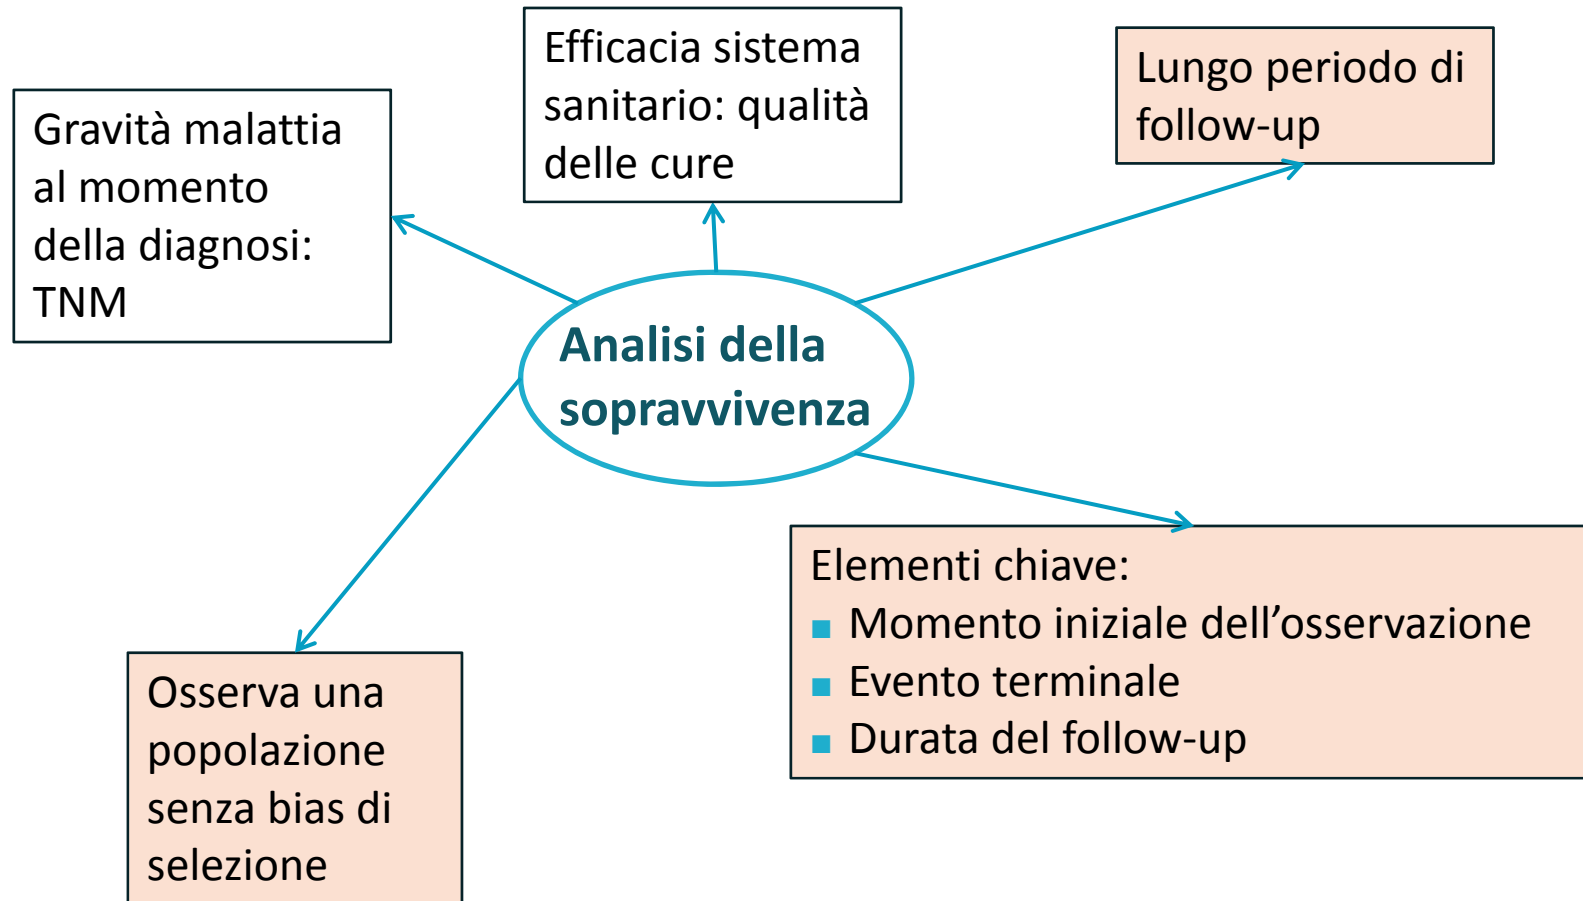 Efficacia sistema
sanitario: qualità
delle cure
Lungo periodo di
follow-up
Gravità malattia
al momento
della diagnosi:
TNM
Analisi della
sopravvivenza
Elementi chiave:
Momento iniziale dell’osservazione
Evento terminale
Durata del follow-up
Osserva una
popolazione
senza bias di
selezione